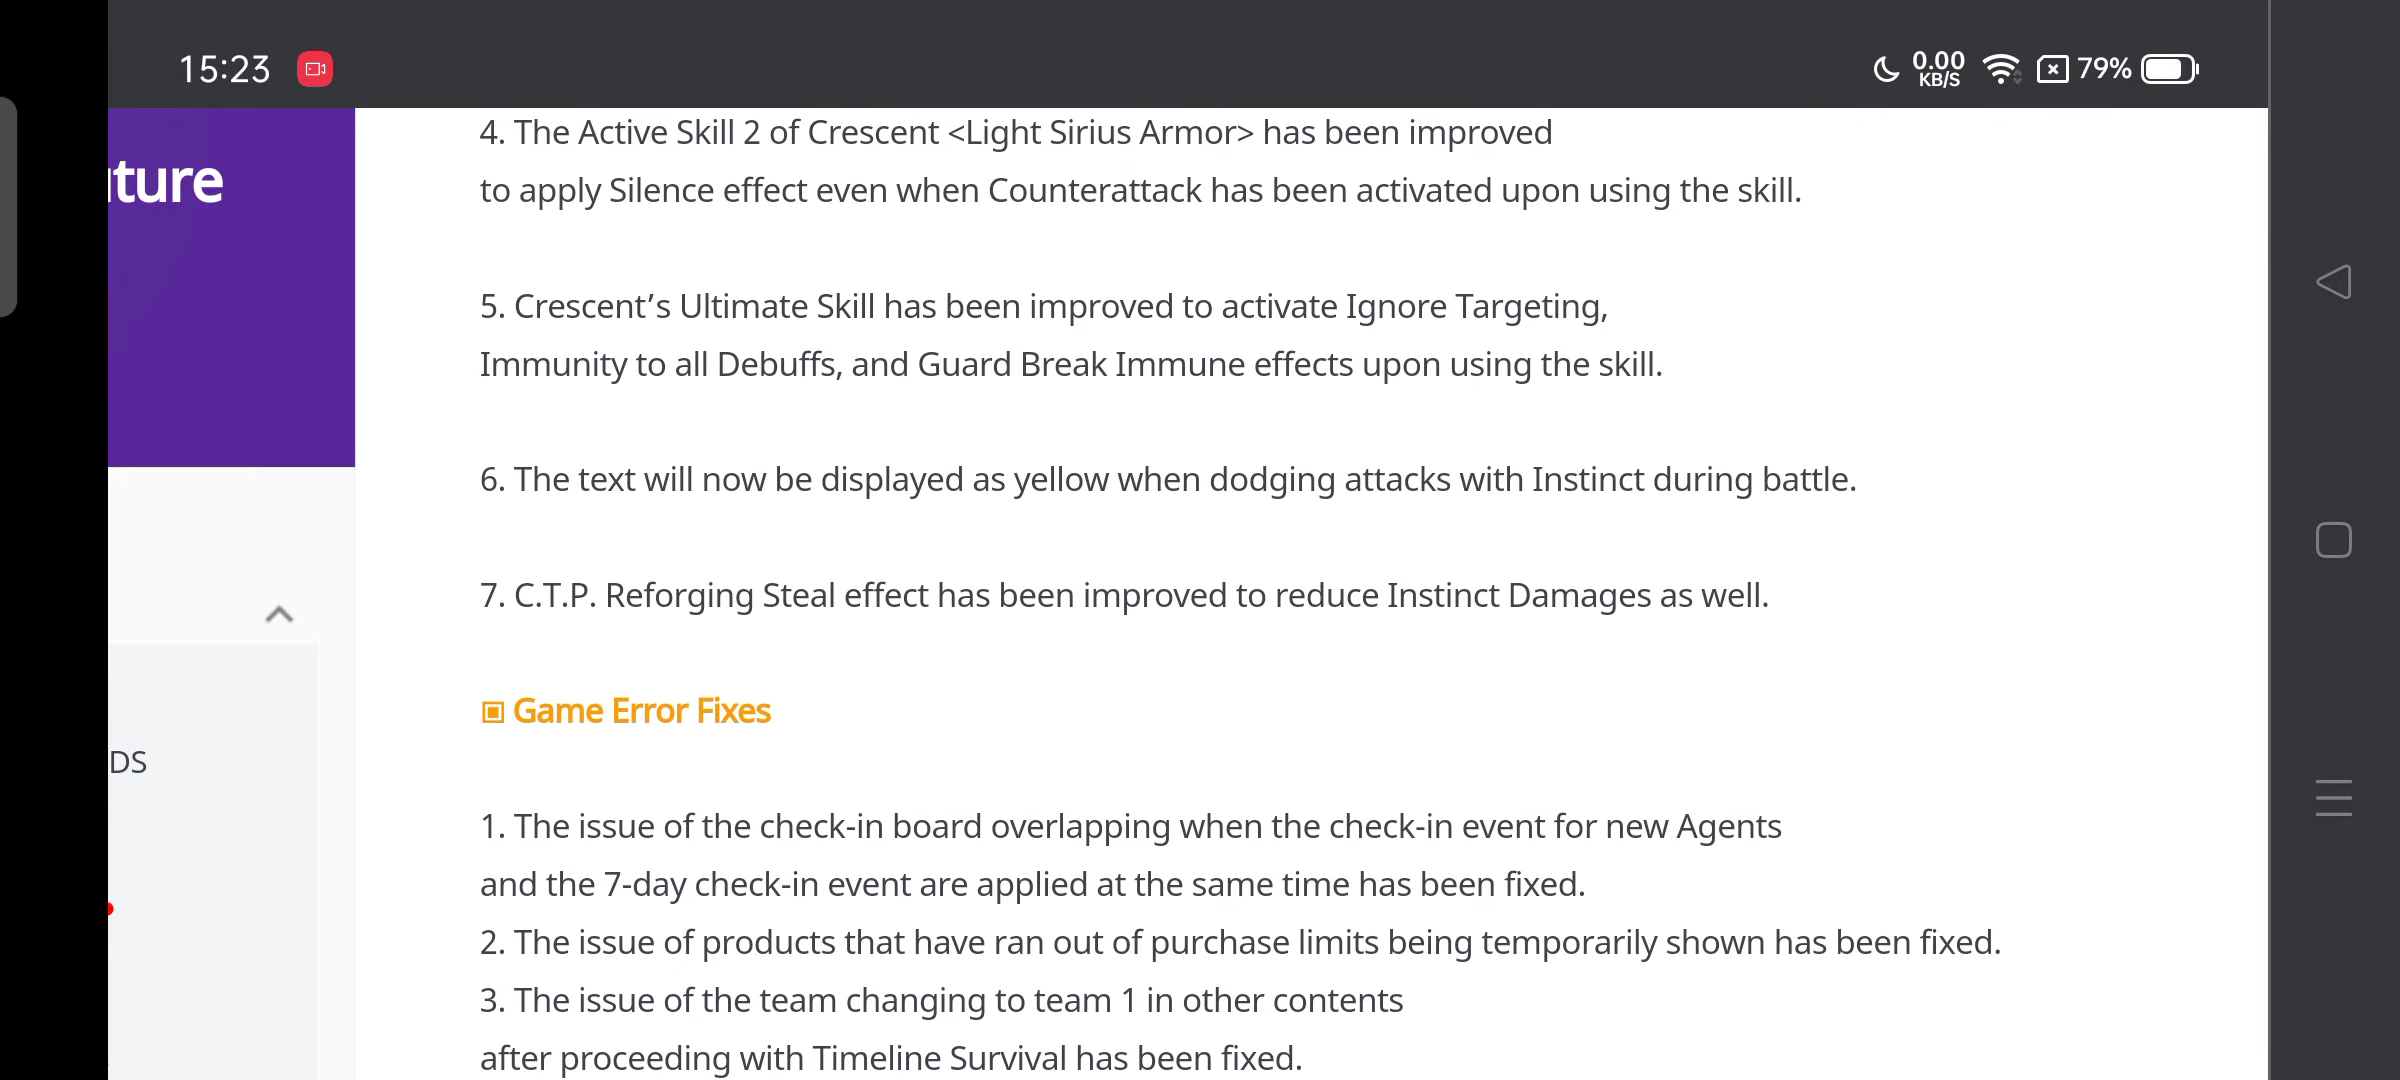 15:23
0.00
KB/S
79%
ture
4. The Active Skill 2 of Crescent <Light Sirius Armor> has been improved
to apply Silence effect even when Counterattack has been activated upon using the skill.
5. Crescent’s Ultimate Skill has been improved to activate Ignore Targeting,
Immunity to all Debuffs, and Guard Break Immune effects upon using the skill.
6. The text will now be displayed as yellow when dodging attacks with Instinct during battle.
7. C.T.P. Reforging Steal effect has been improved to reduce Instinct Damages as well.
▣ Game Error Fixes
DS
1. The issue of the check-in board overlapping when the check-in event for new Agents
and the 7-day check-in event are applied at the same time has been fixed.
2. The issue of products that have ran out of purchase limits being temporarily shown has been fixed.
3. The issue of the team changing to team 1 in other contents
after proceeding with Timeline Survival has been fixed.